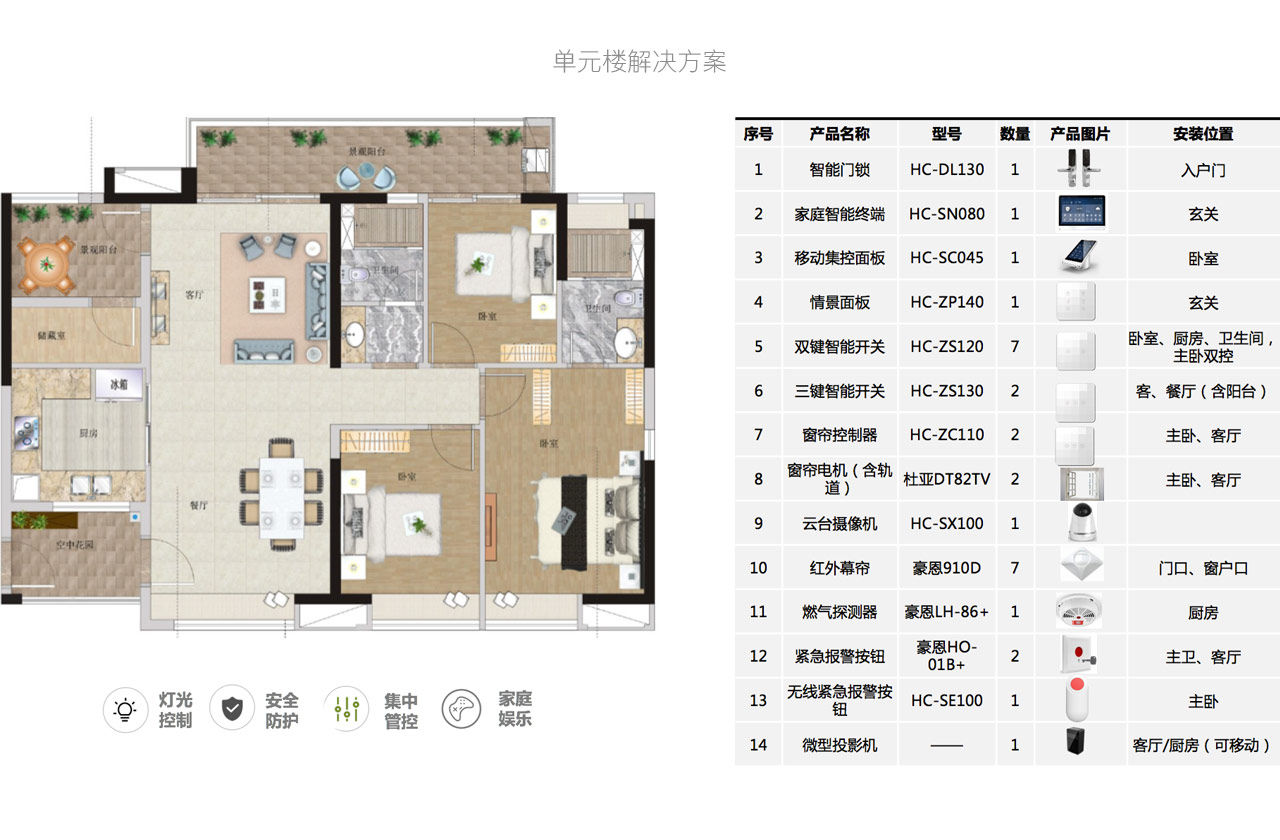 单元楼解决方案
景观阳台
景观阳台
客厅
卫生间
卧室
卫生间
储藏室
冰箱
厨房
卧室
卧室
餐厅
空中花园
灯光
控制
安全
防护
集中
管控
家庭
娱乐
序号 产品名称 型号 数量 产品图片 安装位置
1 智能门锁 HC-DL130 1 入户门
2 家庭智能终端 HC-SN080 1 玄关
3 移动集控面板 HC-SC045 1 卧室
4 情景面板 HC-ZP140 1 玄关
5 双键智能开关 HC-ZS120 7 卧室、厨房、卫生间，
主卧双控
6 三键智能开关 HC-ZS130 2 客、餐厅（含阳台）
7 窗帘控制器 HC-ZC110 2 主卧、客厅
8 窗帘电机（含轨
道） 杜亚DT82TV 2 主卧、客厅
9 云台摄像机 HC-SX100 1
10 红外幕帘 豪恩910D 7 门口、窗户口
11 燃气探测器 豪恩LH-86+ 1 厨房
12 紧急报警按钮 豪恩HO-
01B+ 2 主卫、客厅
13 无线紧急报警按
钮 HC-SE100 1 主卧
14 微型投影机 —— 1 客厅/厨房（可移动）